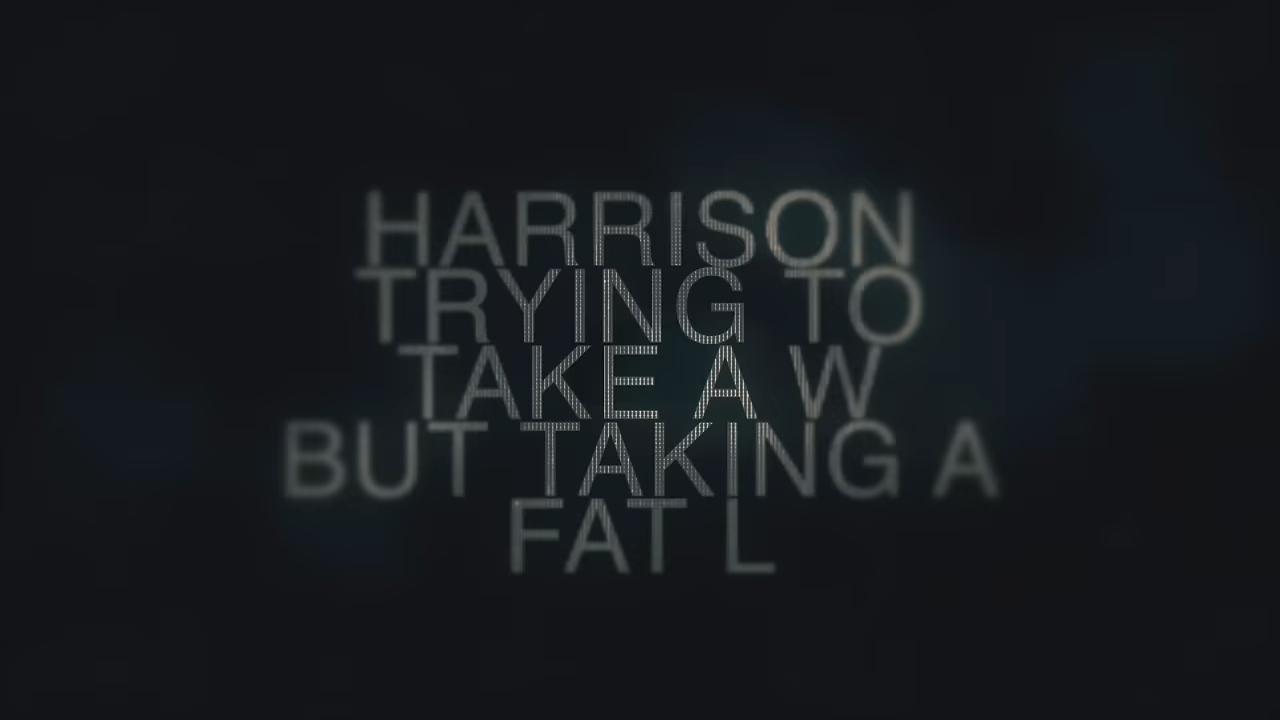 HARRISON
TRYING TO
TAKE A W
BUT TAKING A
FAT L